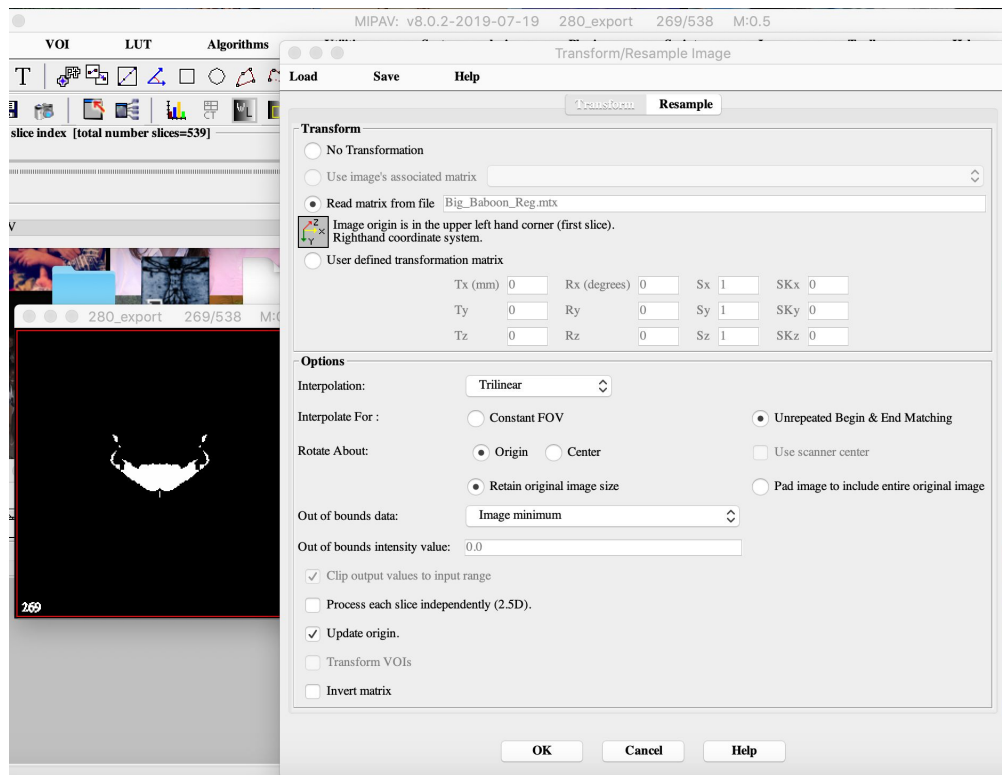 MIPAV: v8.0.2-2019-07-19 280_export 269/538 M:0.5
VOI LUT Algorithms
Transform/Resample Image
Load Save Help
T
slice index [total number slices=539]
Transform Resample
Transform
No Transformation
Use image's associated matrix
Read matrix from file Big_Baboon_Reg.mtx
Image origin is in the upper left hand corner (first slice).
Righthand coordinate system.
User defined transformation matrix
Tx (mm) 0 Rx (degrees) 0 Sx 1 SKx 0
Ty 0 Ry 0 Sy 1 SKy 0
Tz 0 Rz 0 Sz 1 SKz 0
280_export 269/538
Options
Interpolation: Trilinear
Interpolate For : Constant FOV Unrepeated Begin & End Matching
Rotate About: Origin Center Use scanner center
Retain original image size Pad image to include entire original image
Out of bounds data: Image minimum
Out of bounds intensity value: 0.0
Clip output values to input range
Process each slice independently (2.5D).
269
Update origin.
Transform VOIs
Invert matrix
OK Cancel Help